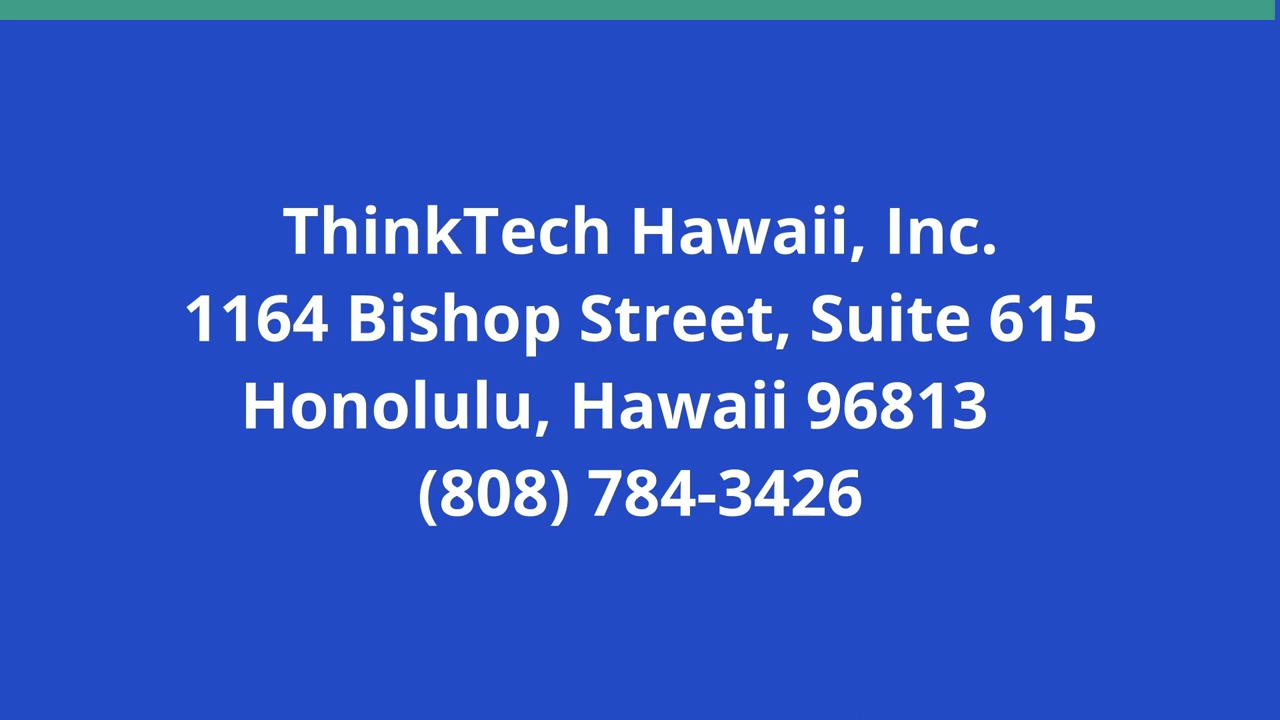 ThinkTech Hawaii, Inc.
1164 Bishop Street, Suite 615
Honolulu, Hawaii 96813
(808) 784-3426